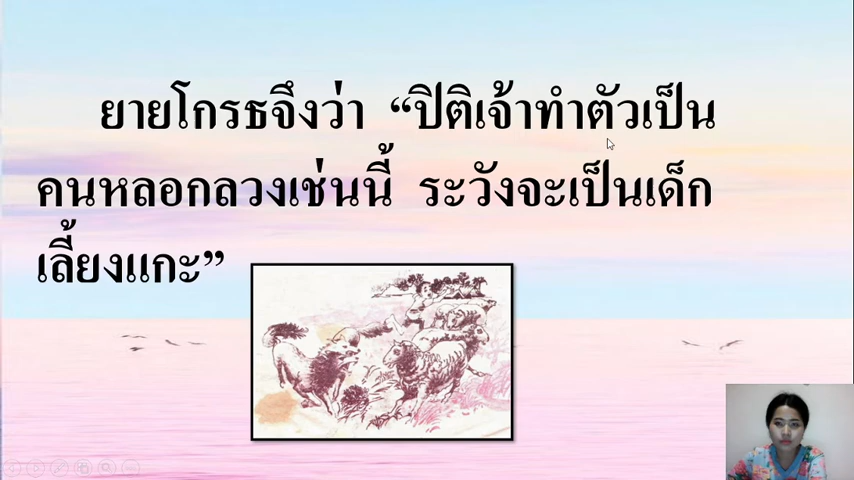 ยายโกรธจึงว่า “ปิติเจ้าทำตัวเป็น
คนหลอกลวงเช่นนี้ ระวังจะเป็นเด็ก
เลี้ยงแกะ”